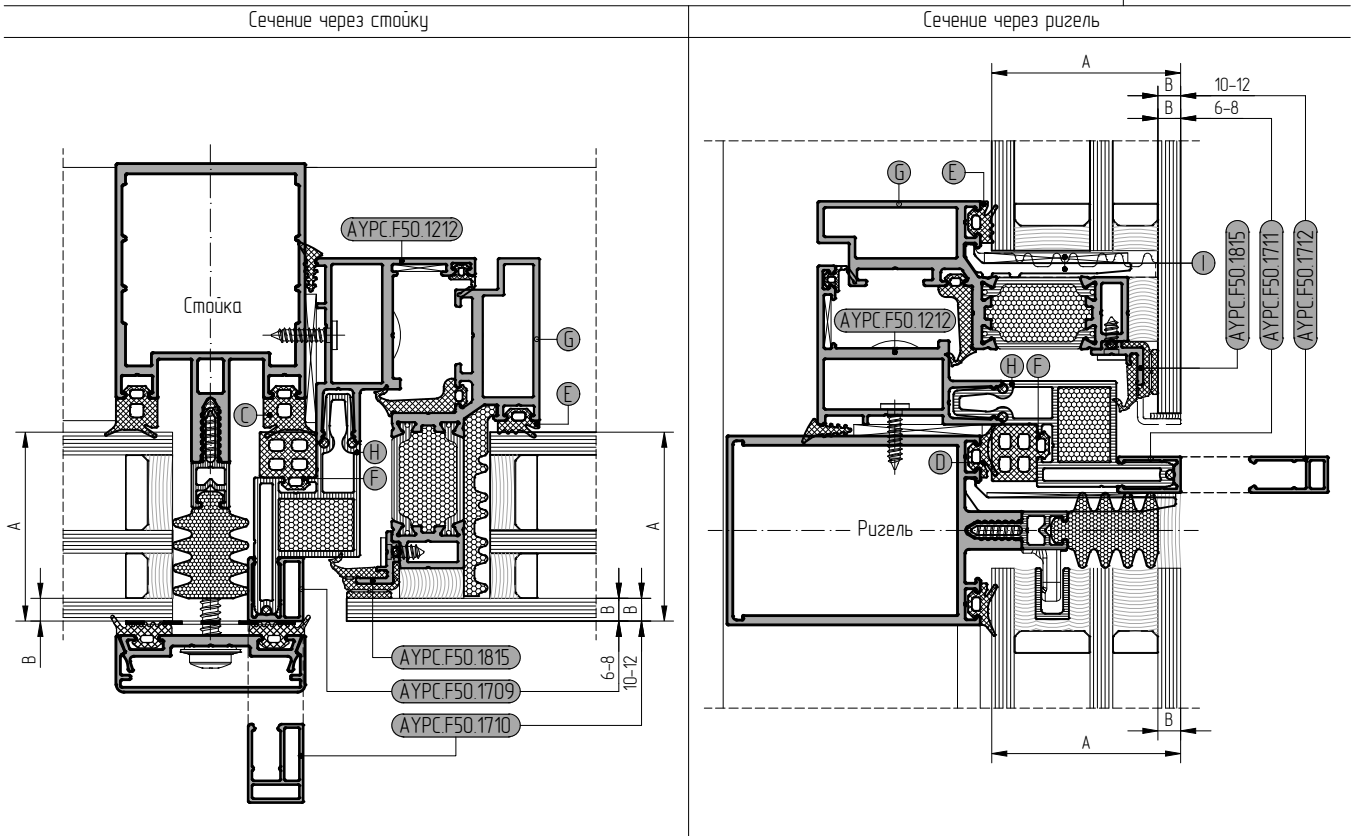 Сечение через стойку
Сечение через ригель
AYPC.F50.1212
Стойка
G
E
C
H
F
A
A
B
B
B
6-8
10-12
AYPC.F50.1815
AYPC.F50.1709
AYPC.F50.1710
A
B
10-12
B
6-8
G
E
I
AYPC.F50.1815
AYPC.F50.1711
AYPC.F50.1712
AYPC.F50.1212
H
F
D
Ригель
B
A